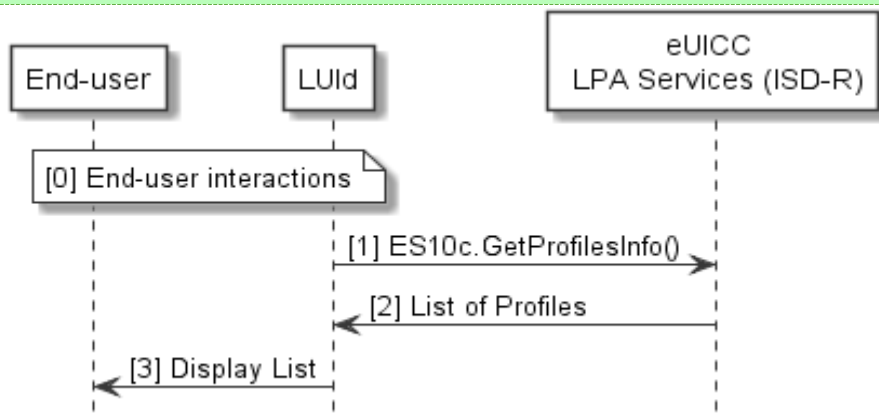 End-user
LUId
eUICC
LPA Services (ISD-R)
[0] End-user interactions
[1] ES10c.GetProfilesInfo()
[2] List of Profiles
[3] Display List